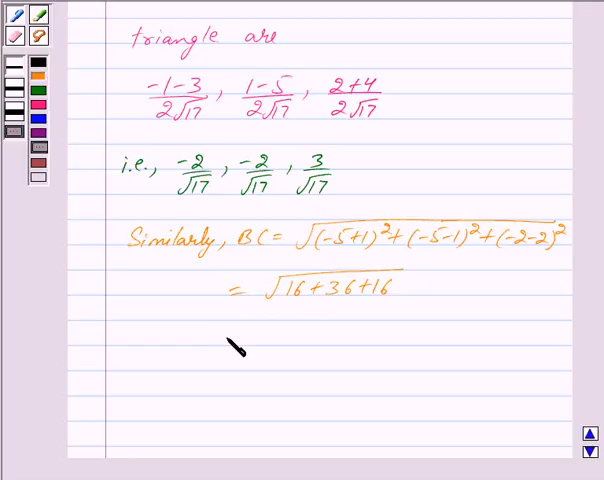 triangle are
-1-3/2√17, 1-5/2√17, 2+4/2√17
i.e., -2/√17, -2/√17, 3/√17
Similarly, BC = √(-5+1)²+(-5-1)²+(-2-2)²
= √16+36+16